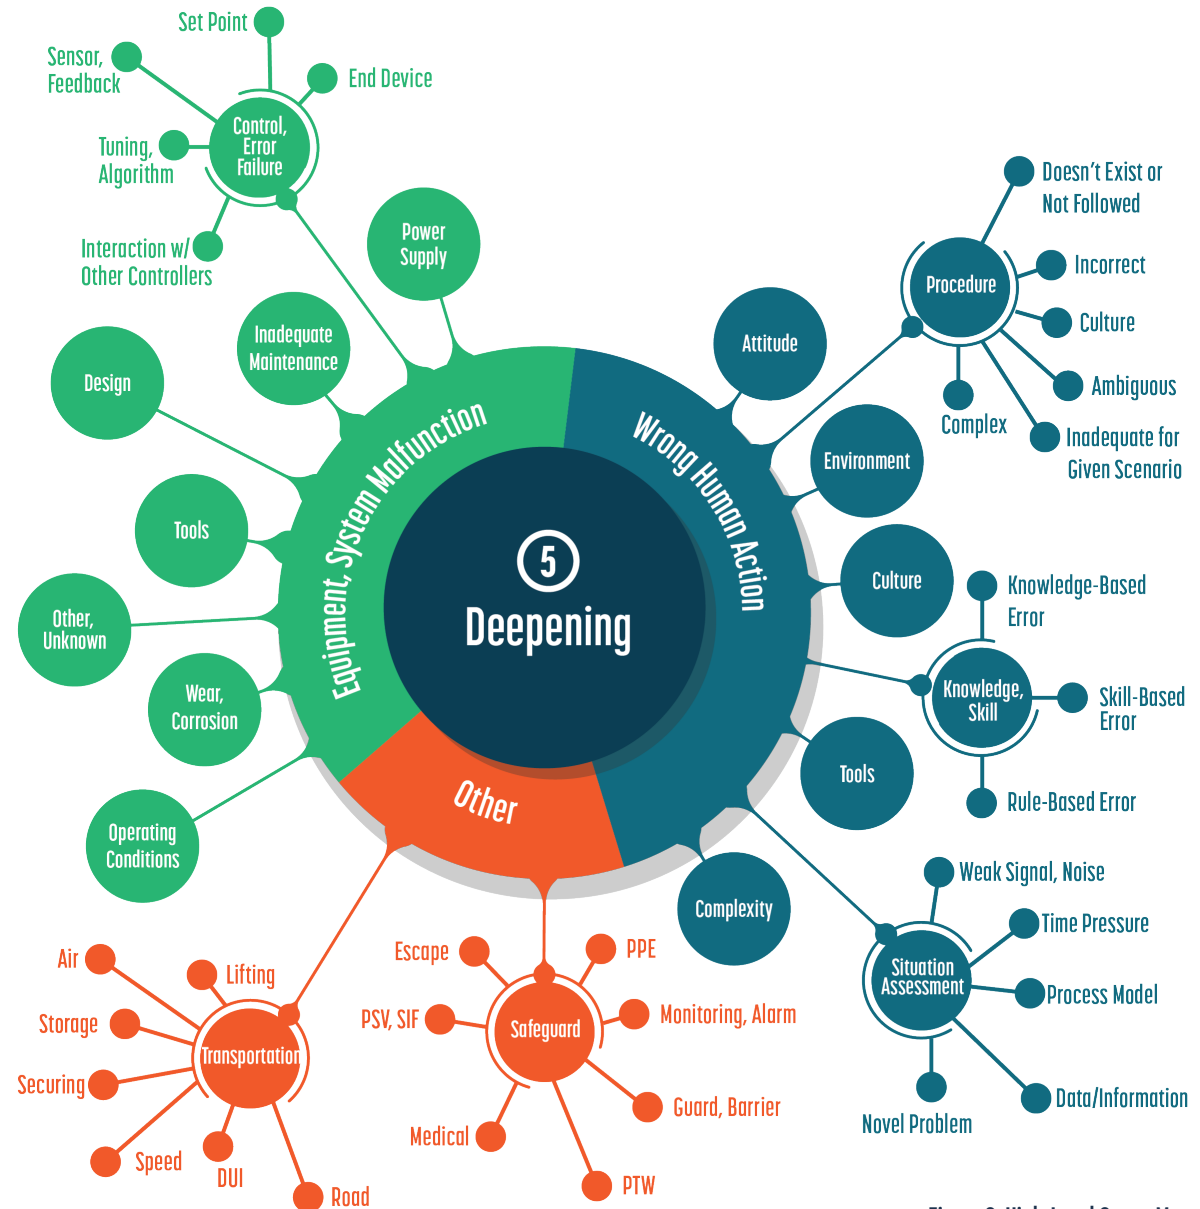 Set Point
Sensor,
Feedback
End Device
Control,
Error
Failure
Tuning,
Algorithm
Interaction w/
Other Controllers
Power
Supply
Inadequate
Maintenance
Design
Tools
Other,
Unknown
Wear,
Corrosion
Operating
Conditions
Equipment, System Malfunction
Wrong Human Action
Other
5
Deepening
Attitude
Procedure
Doesn't Exist or
Not Followed
Incorrect
Culture
Ambiguous
Inadequate for
Given Scenario
Complex
Environment
Culture
Knowledge-Based
Error
Knowledge,
Skill
Skill-Based
Error
Rule-Based Error
Tools
Complexity
Weak Signal, Noise
Time Pressure
Situation
Assessment
Process Model
Data/Information
Novel Problem
Air
Lifting
Storage
Transportation
Securing
Speed
DUI
Road
Escape
PPE
PSV, SIF
Safeguard
Monitoring, Alarm
Guard, Barrier
Medical
PTW